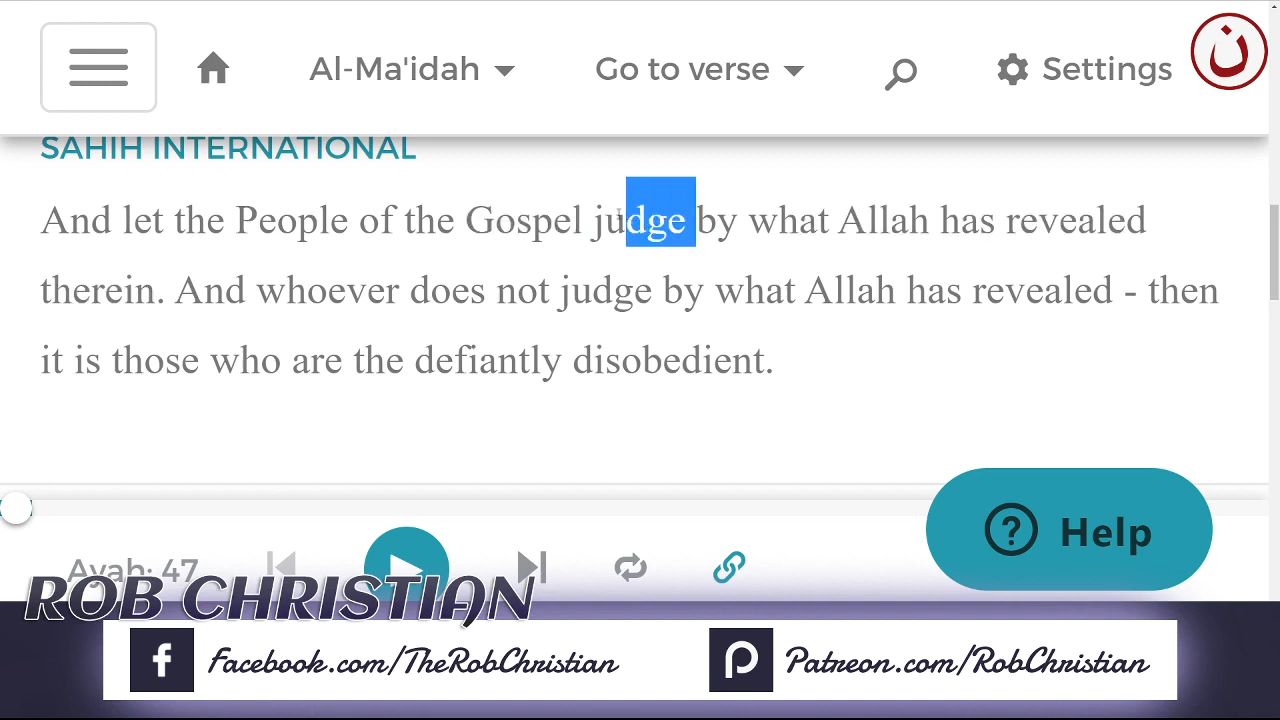 Al-Ma'idah
Go to verse
Settings
ن
SAHIH INTERNATIONAL
And let the People of the Gospel judge by what Allah has revealed
therein. And whoever does not judge by what Allah has revealed - then
it is those who are the defiantly disobedient.
? Help
Ayah: 47
ROB CHRISTIAN
f Facebook.com/TheRobChristian
Patreon.com/RobChristian